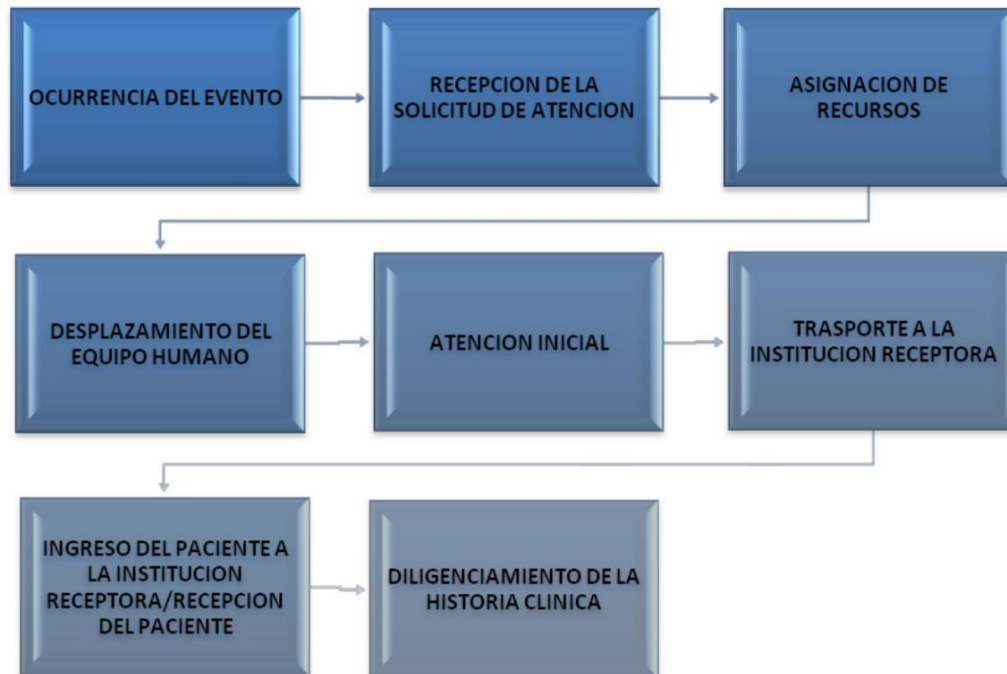 OCURRENCIA DEL EVENTO
RECEPCION DE LA
SOLICITUD DE ATENCION
ASIGNACION DE
RECURSOS
DESPLAZAMIENTO DEL
EQUIPO HUMANO
ATENCION INICIAL
TRASPORTE A LA
INSTITUCION RECEPTORA
INGRESO DEL PACIENTE A
LA INSTITUCION
RECEPTORA/RECEPCION
DEL PACIENTE
DILIGENCIAMIENTO DE LA
HISTORIA CLINICA